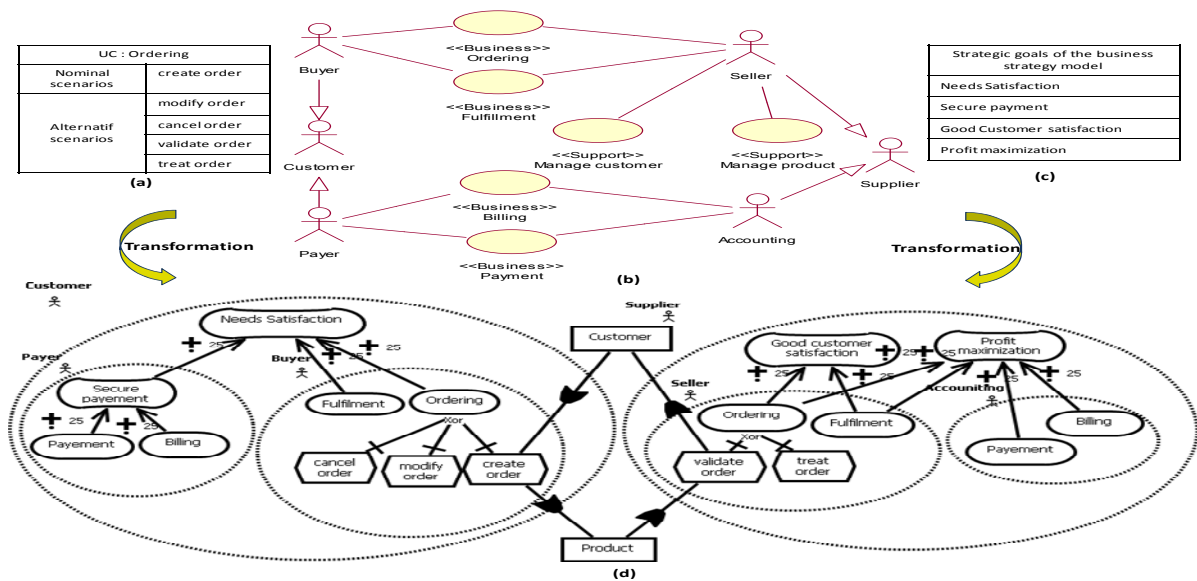 UC : Ordering
Nominal
scenarios
create order
Alternatif
scenarios
modify order
cancel order
validate order
treat order
(a)
Buyer
<<Business>>
Ordering
Seller
<<Business>>
Fulfillment
Customer
<<Support>>
Manage customer
<<Support>>
Manage product
Supplier
<<Business>>
Billing
Payer
Accounting
<<Business>>
Payment
(b)
Strategic goals of the business
strategy model
Needs Satisfaction
Secure payment
Good Customer satisfaction
Profit maximization
(c)
Transformation
Transformation
Customer
Needs Satisfaction
25
25
25
Payer
Buyer
Secure
payement
25
25
Payement
Billing
Fulfilment
Ordering
Xor
cancel
order
modify
order
create
order
Customer
Product
Supplier
Good customer
satisfaction
Profit
maximization
25
25
25
25
25
25
Seller
Accounting
Ordering
Xor
Fulfilment
validate
order
treat
order
Payement
Billing
(d)